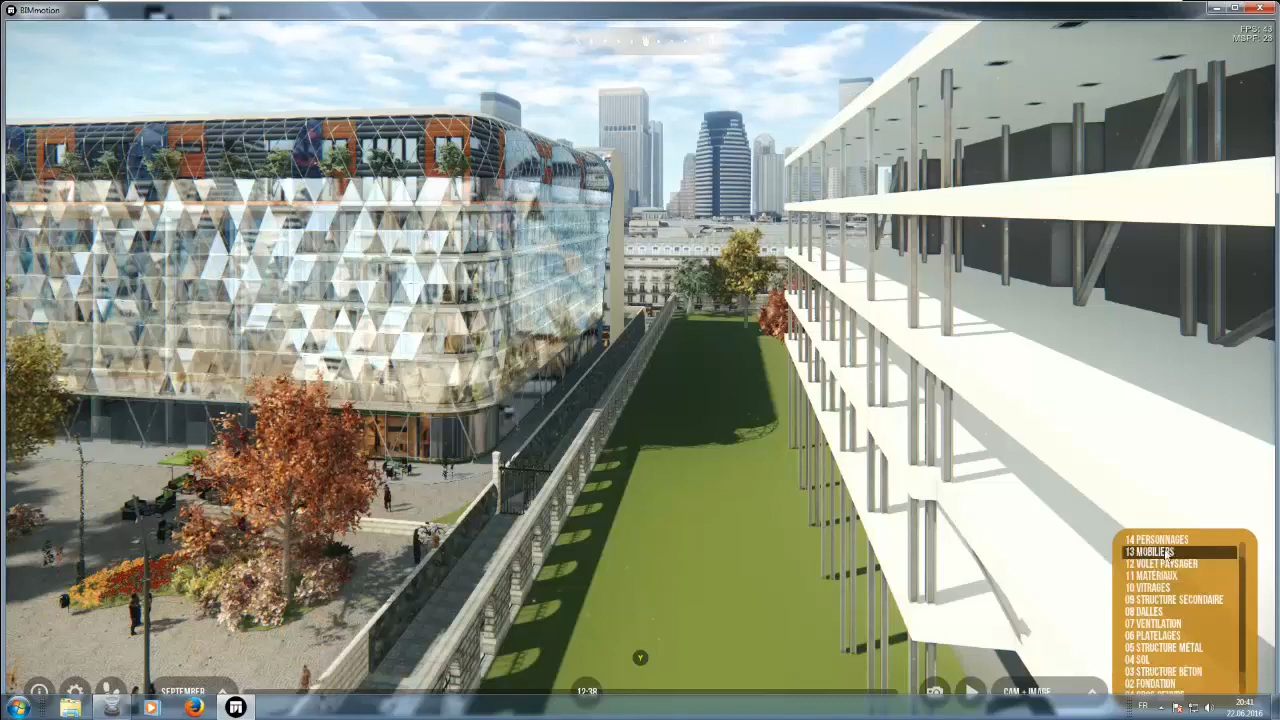 BIMmotion
FPS: 43
MSPF: 23
14 PERSONNAGES
13 MOBILIERS
12 VOLET PAYSAGER
11 MATERIAUX
10 VITRAGES
09 STRUCTURE SECONDAIRE
08 DALLES
07 VENTILATION
06 PLATELAGES
05 STRUCTURE MÉTAL
04 SOL
03 STRUCTURE BÉTON
02 FONDATION
Y
SEPTEMBER
12:38
CAM + IMAGE
FR
20:41
22.06.2016